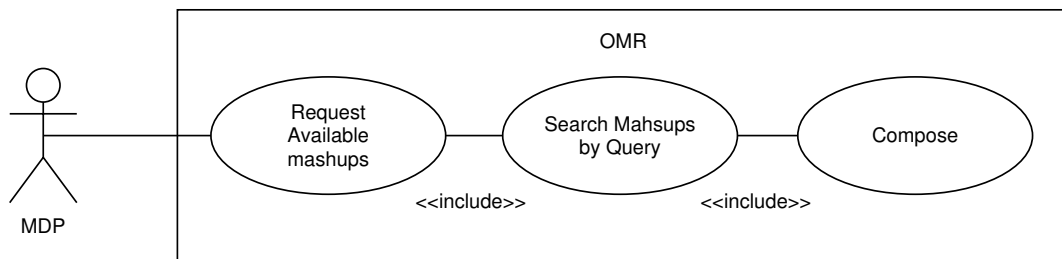 OMR
Request
Available
mashups
Search Mahsups
by Query
Compose
<<include>>
<<include>>
MDP